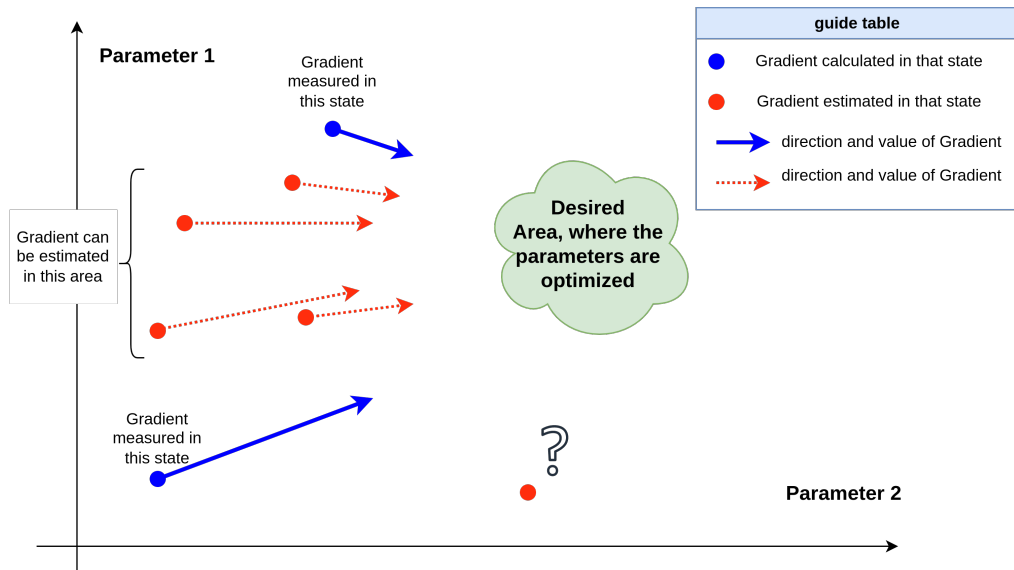 Parameter 1
Gradient
measured in
this state
guide table
Gradient calculated in that state
Gradient estimated in that state
direction and value of Gradient
direction and value of Gradient
Gradient can
be estimated
in this area
Desired
Area, where the
parameters are
optimized
Gradient
measured in
this state
?
Parameter 2